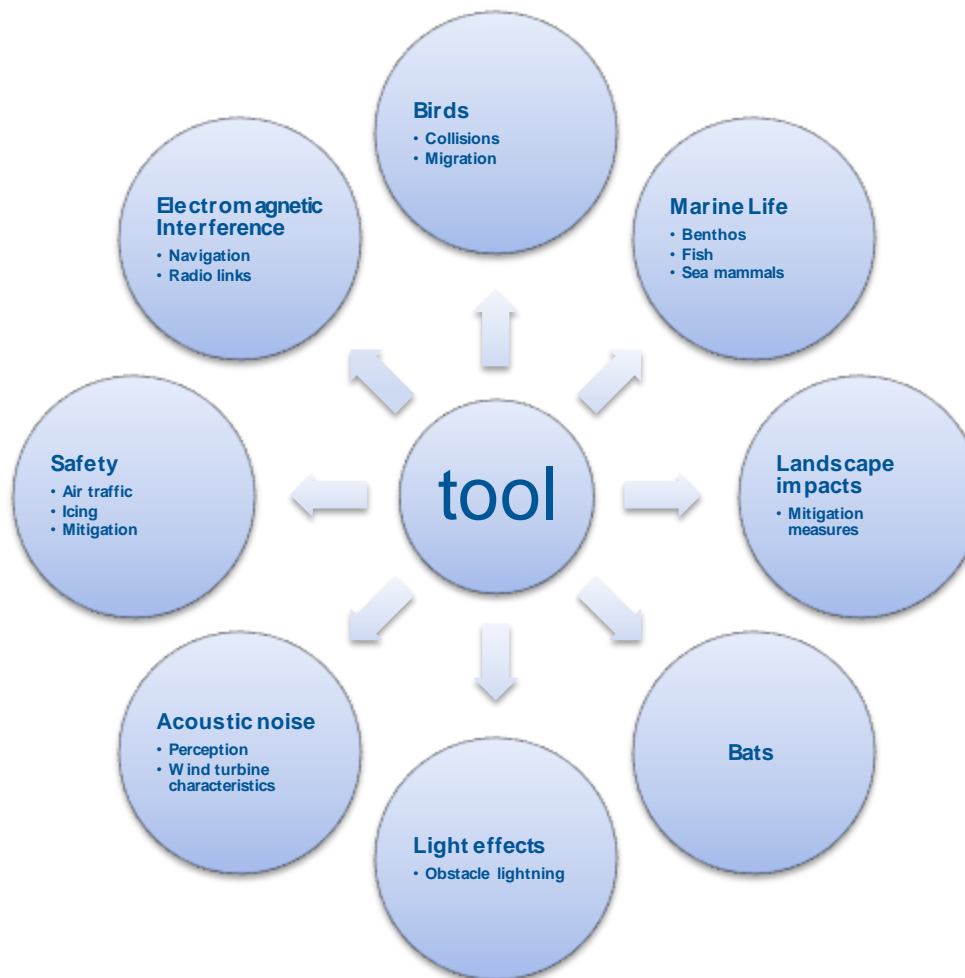 Birds
• Collisions
• Migration
Marine Life
• Benthos
• Fish
• Sea mammals
Landscape
impacts
• Mitigation
measures
Bats
Light effects
• Obstacle lightning
Acoustic noise
• Perception
• Wind turbine
characteristics
Safety
• Air traffic
• Icing
• Mitigation
Electromagnetic
Interference
• Navigation
• Radio links
tool